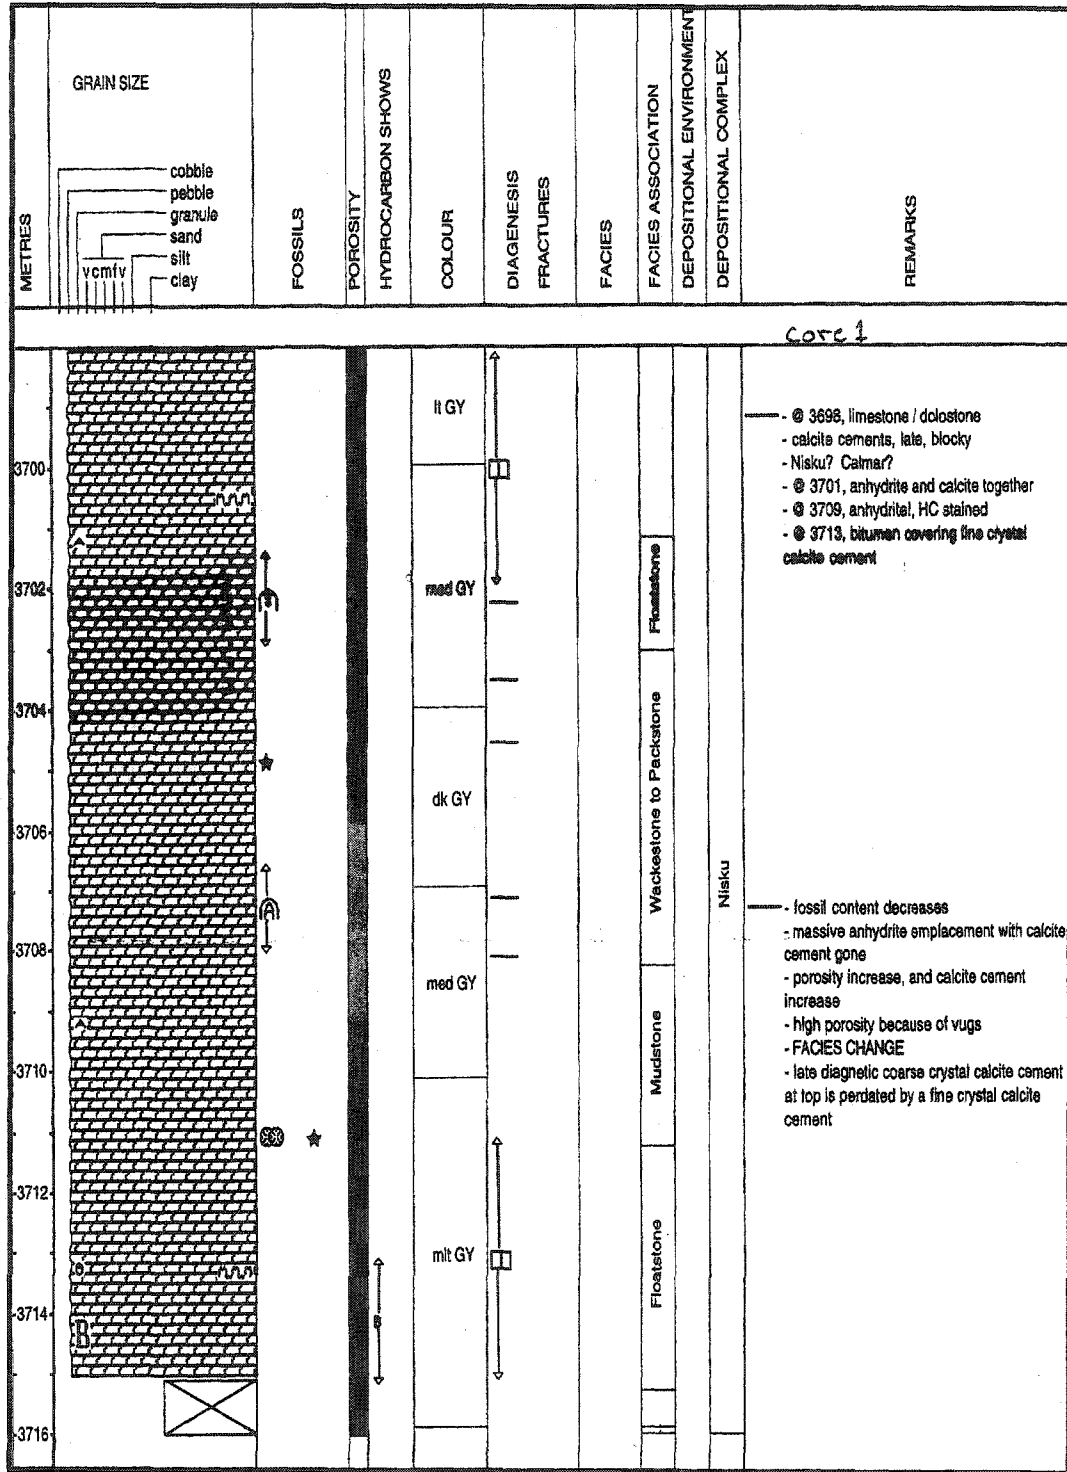 GRAIN SIZE
cobble
pebble
granule
sand
vcmfv
silt
clay
METRES
FOSSILS
POROSITY
HYDROCARBON SHOWS
COLOUR
DIAGENESIS
FRACTURES
FACIES
FACIES ASSOCIATION
DEPOSITIONAL ENVIRONMENT
DEPOSITIONAL COMPLEX
REMARKS
core 1
lt GY
- @ 3698, limestone / dolostone
- calcite cements, late, blocky
- Nisku? Calmar?
- @ 3701, anhydrite and calcite together
- @ 3709, anhydritel, HC stained
- @ 3713, bitumen covering fine crystal
calcite cement
3700
3702
med GY
Floatstone
3704
dk GY
3706
Wackestone to Packstone
Nisku
- fossil content decreases
- massive anhydrite emplacement with calcite
cement gone
- porosity increase, and calcite cement
increase
- high porosity because of vugs
- FACIES CHANGE
- late diagnetic coarse crystal calcite cement
at top is perdated by a fine crystal calcite
cement
3708
med GY
Mudstone
3710
3712
mlt GY
Floatstone
3714
B
B
3716